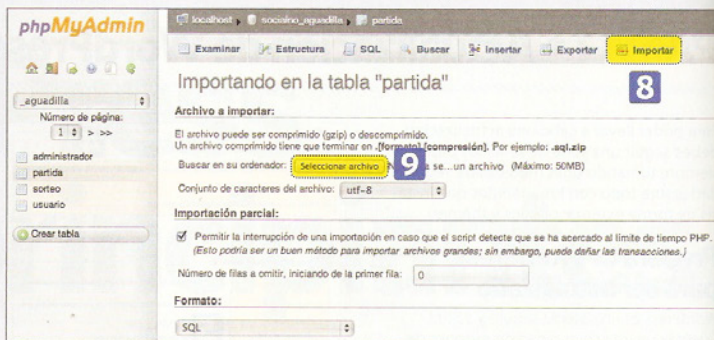 phpMyAdmin
localhost ▸ socialno_aguadilla ▸ partida
Examinar Estructura SQL Buscar Insertar Exportar Importar
8
Importando en la tabla "partida"
_aguadilla
Número de página:
1 > >>
administrador
partida
sorteo
usuario
Crear tabla
Archivo a importar:
El archivo puede ser comprimido (gzip) o descomprimido.
Un archivo comprimido tiene que terminar en .[formato].[compresión]. Por ejemplo: .sql.zip
Buscar en su ordenador: Seleccionar archivo 9 se...un archivo (Máximo: 50MB)
Conjunto de caracteres del archivo: utf-8
Importación parcial:
Permitir la interrupción de una importación en caso que el script detecte que se ha acercado al límite de tiempo PHP.
(Esto podría ser un buen método para importar archivos grandes; sin embargo, puede dañar las transacciones.)
Número de filas a omitir, iniciando de la primer fila: 0
Formato:
SQL